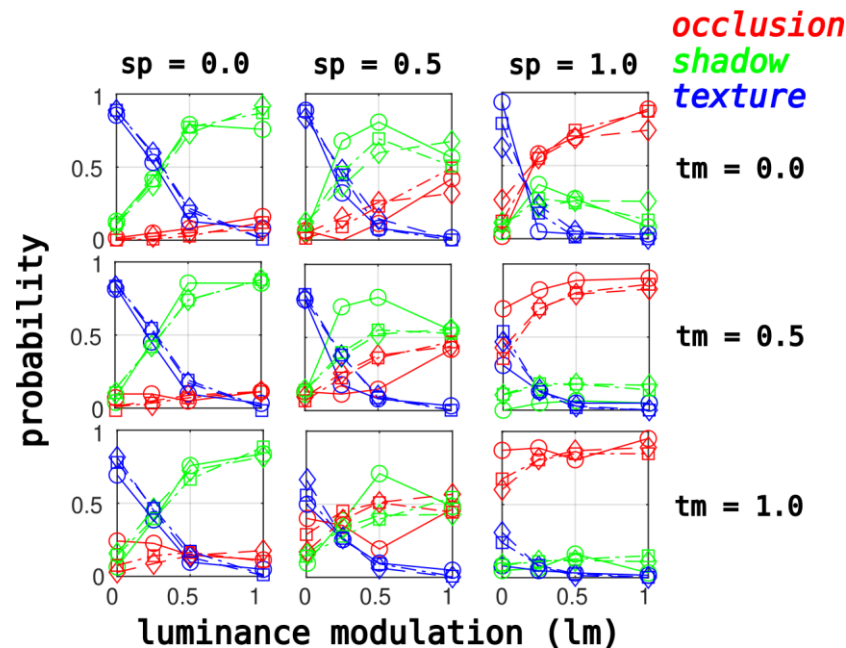 occlusion
shadow
texture
sp = 0.0
sp = 0.5
sp = 1.0
1
0.5
0
tm = 0.0
1
0.5
0
tm = 0.5
1
0.5
0
tm = 1.0
0 0.5 1
0 0.5 1
0 0.5 1
probability
luminance modulation (lm)